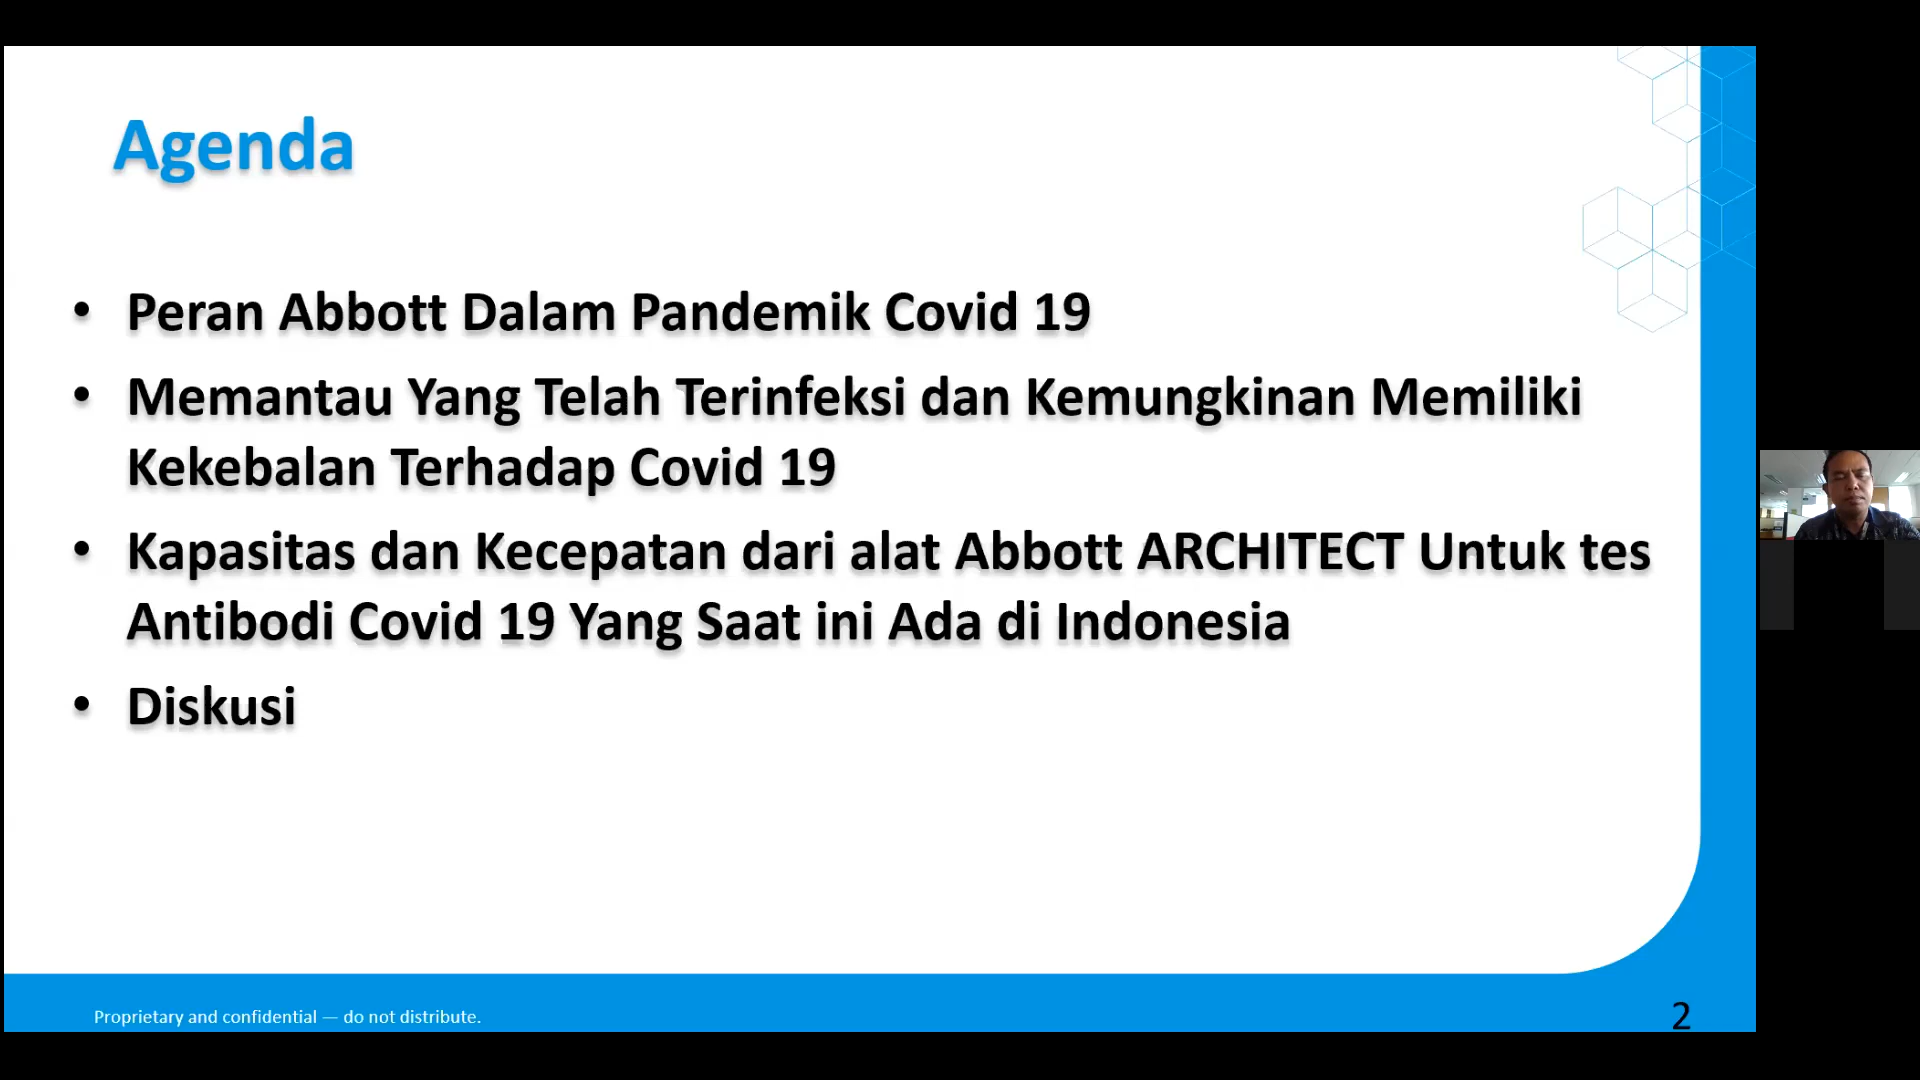 Agenda
• Peran Abbott Dalam Pandemik Covid 19
• Memantau Yang Telah Terinfeksi dan Kemungkinan Memiliki
Kekebalan Terhadap Covid 19
• Kapasitas dan Kecepatan dari alat Abbott ARCHITECT Untuk tes
Antibodi Covid 19 Yang Saat ini Ada di Indonesia
• Diskusi
Proprietary and confidential — do not distribute.
2